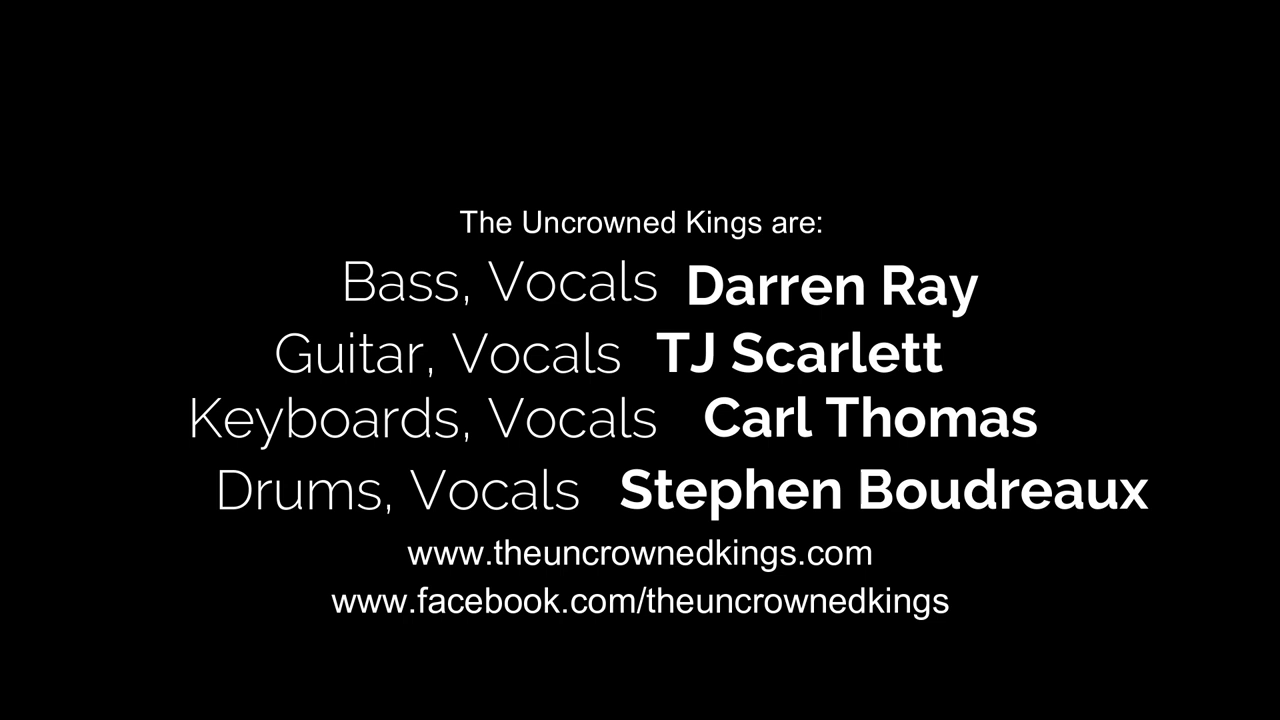 The Uncrowned Kings are:
Bass, Vocals Darren Ray
Guitar, Vocals TJ Scarlett
Keyboards, Vocals Carl Thomas
Drums, Vocals Stephen Boudreaux
www.theuncrownedkings.com
www.facebook.com/theuncrownedkings